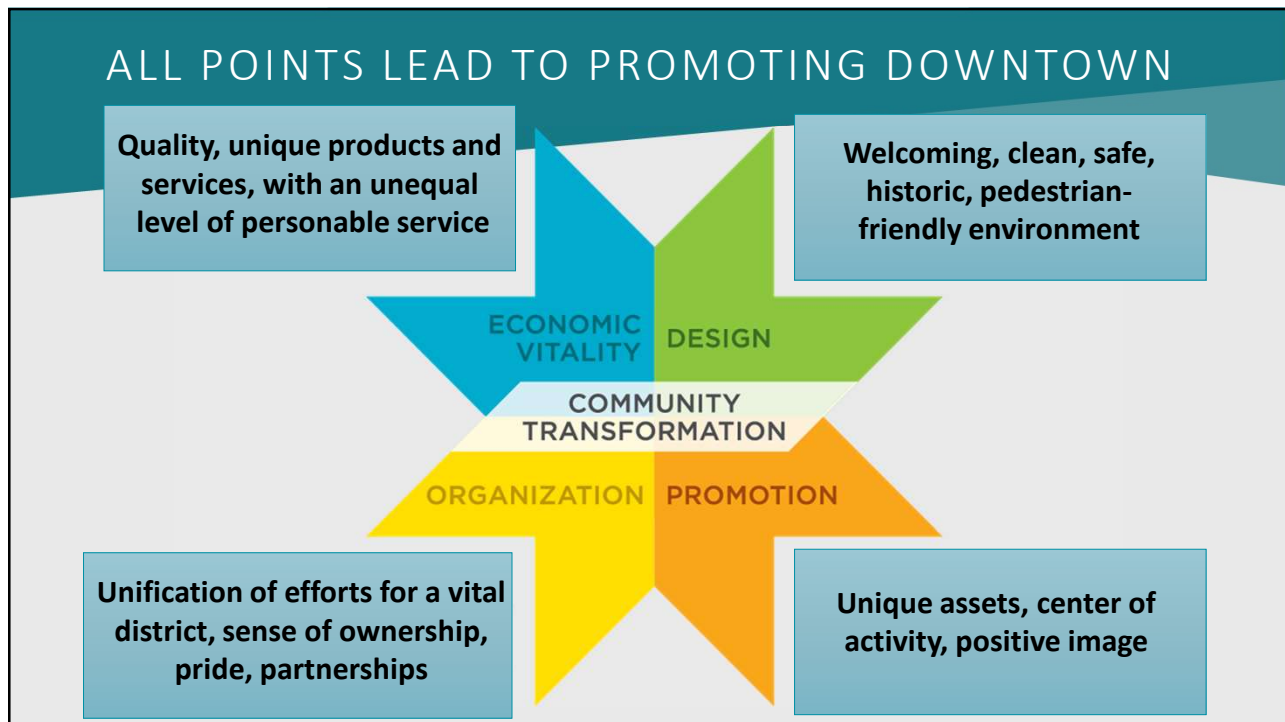 ALL POINTS LEAD TO PROMOTING DOWNTOWN
Quality, unique products and
services, with an unequal
level of personable service
Welcoming, clean, safe,
historic, pedestrian-
friendly environment
ECONOMIC
VITALITY
DESIGN
COMMUNITY
TRANSFORMATION
ORGANIZATION
PROMOTION
Unification of efforts for a vital
district, sense of ownership,
pride, partnerships
Unique assets, center of
activity, positive image